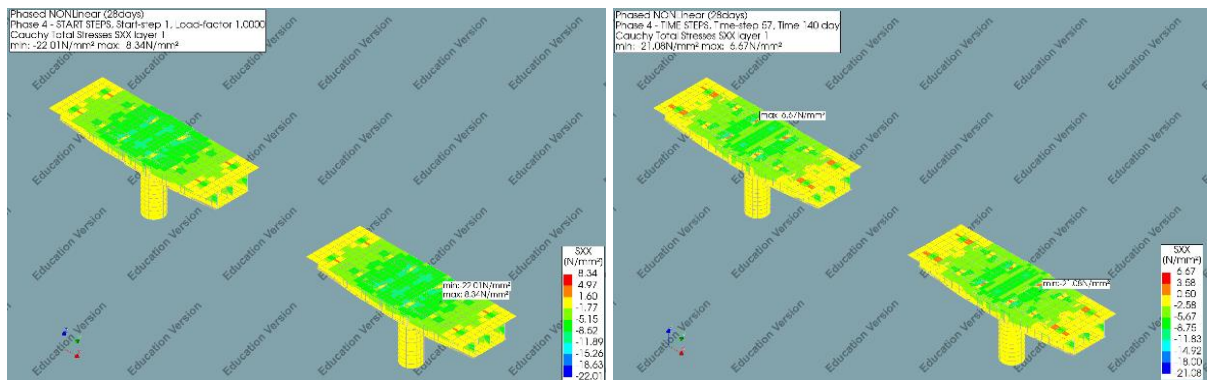 Phased NONLinear (28days)
Phase 4 - START STEPS, Start-step 1, Load-factor 1.0000
Cauchy Total Stresses SXX layer 1
min: -22.01N/mm² max: 8.34N/mm²
min:-22.01N/mm²
max: 8.34N/mm²
SXX
(N/mm²)
8.34
4.97
1.60
-1.77
-5.15
-8.52
-11.89
-15.26
-18.63
-22.01
Education Version
Phased NONLinear (28days)
Phase 4 - TIME STEPS, Time-step 57, Time 140 day
Cauchy Total Stresses SXX layer 1
min: 21.08N/mm² max: 6.67N/mm²
max 6.67N/mm²
min:-21.08N/mm²
SXX
(N/mm²)
6.67
3.58
0.50
-2.58
-5.67
-8.75
-11.83
-14.92
-18.00
21.08
Education Version